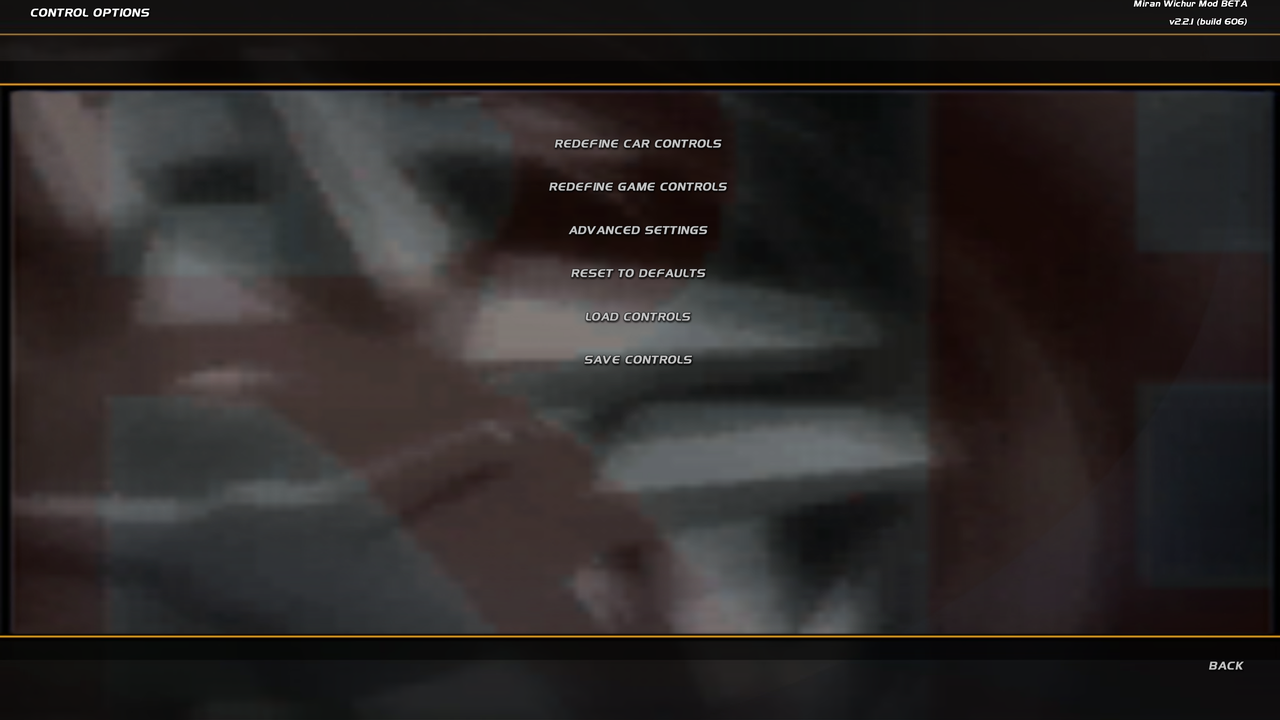 CONTROL OPTIONS
Miran Wichur Mod BETA
v2.2.1 (build 606)
REDEFINE CAR CONTROLS
REDEFINE GAME CONTROLS
ADVANCED SETTINGS
RESET TO DEFAULTS
LOAD CONTROLS
SAVE CONTROLS
BACK